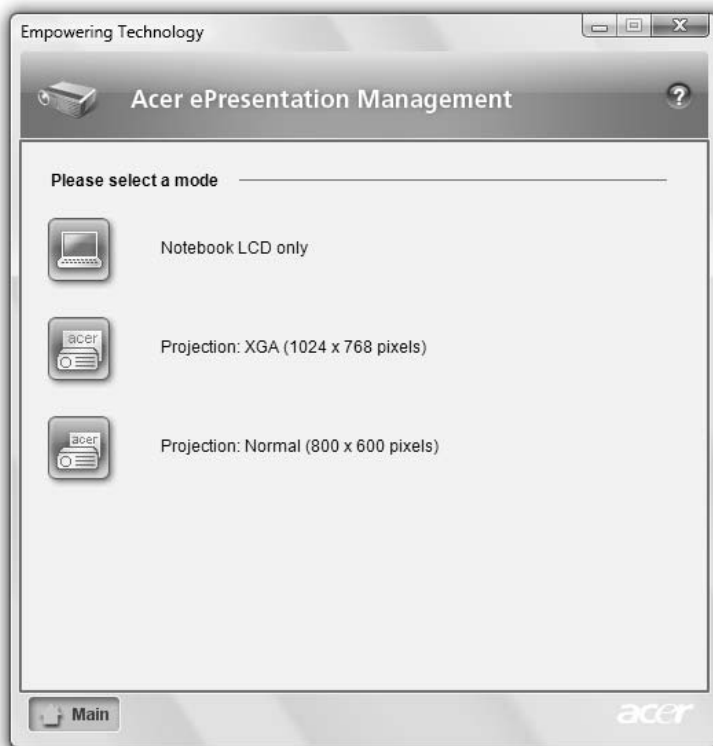 Empowering Technology
Acer ePresentation Management
?
Please select a mode
Notebook LCD only
acer
Projection: XGA (1024 x 768 pixels)
acer
Projection: Normal (800 x 600 pixels)
Main
acer